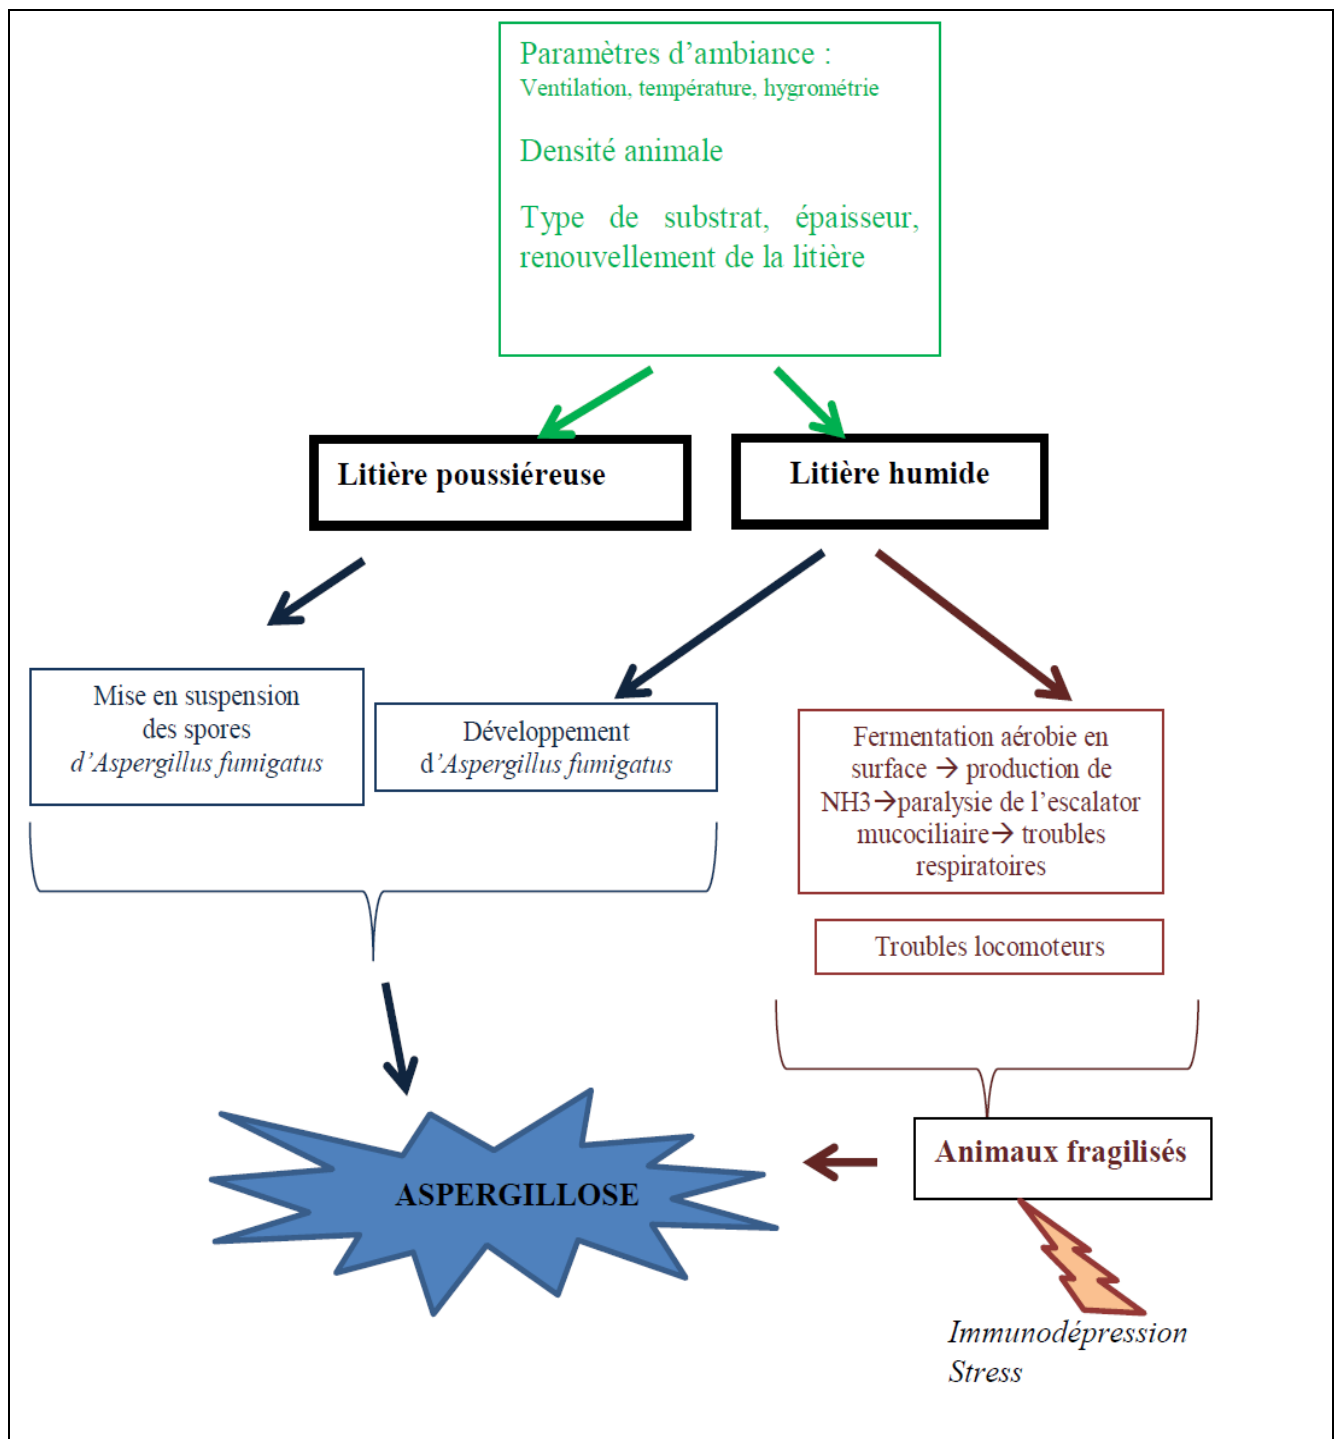 Paramètres d’ambiance :
Ventilation, température, hygrométrie
Densité animale
Type de substrat, épaisseur,
renouvellement de la litière
Litière poussiéreuse
Litière humide
Mise en suspension
des spores
d’Aspergillus fumigatus
Développement
d’Aspergillus fumigatus
Fermentation aérobie en
surface → production de
NH3→paralysie de l’escalator
mucociliaire→ troubles
respiratoires
Troubles locomoteurs
Animaux fragilisés
ASPERGILLOSE
Immunodépression
Stress